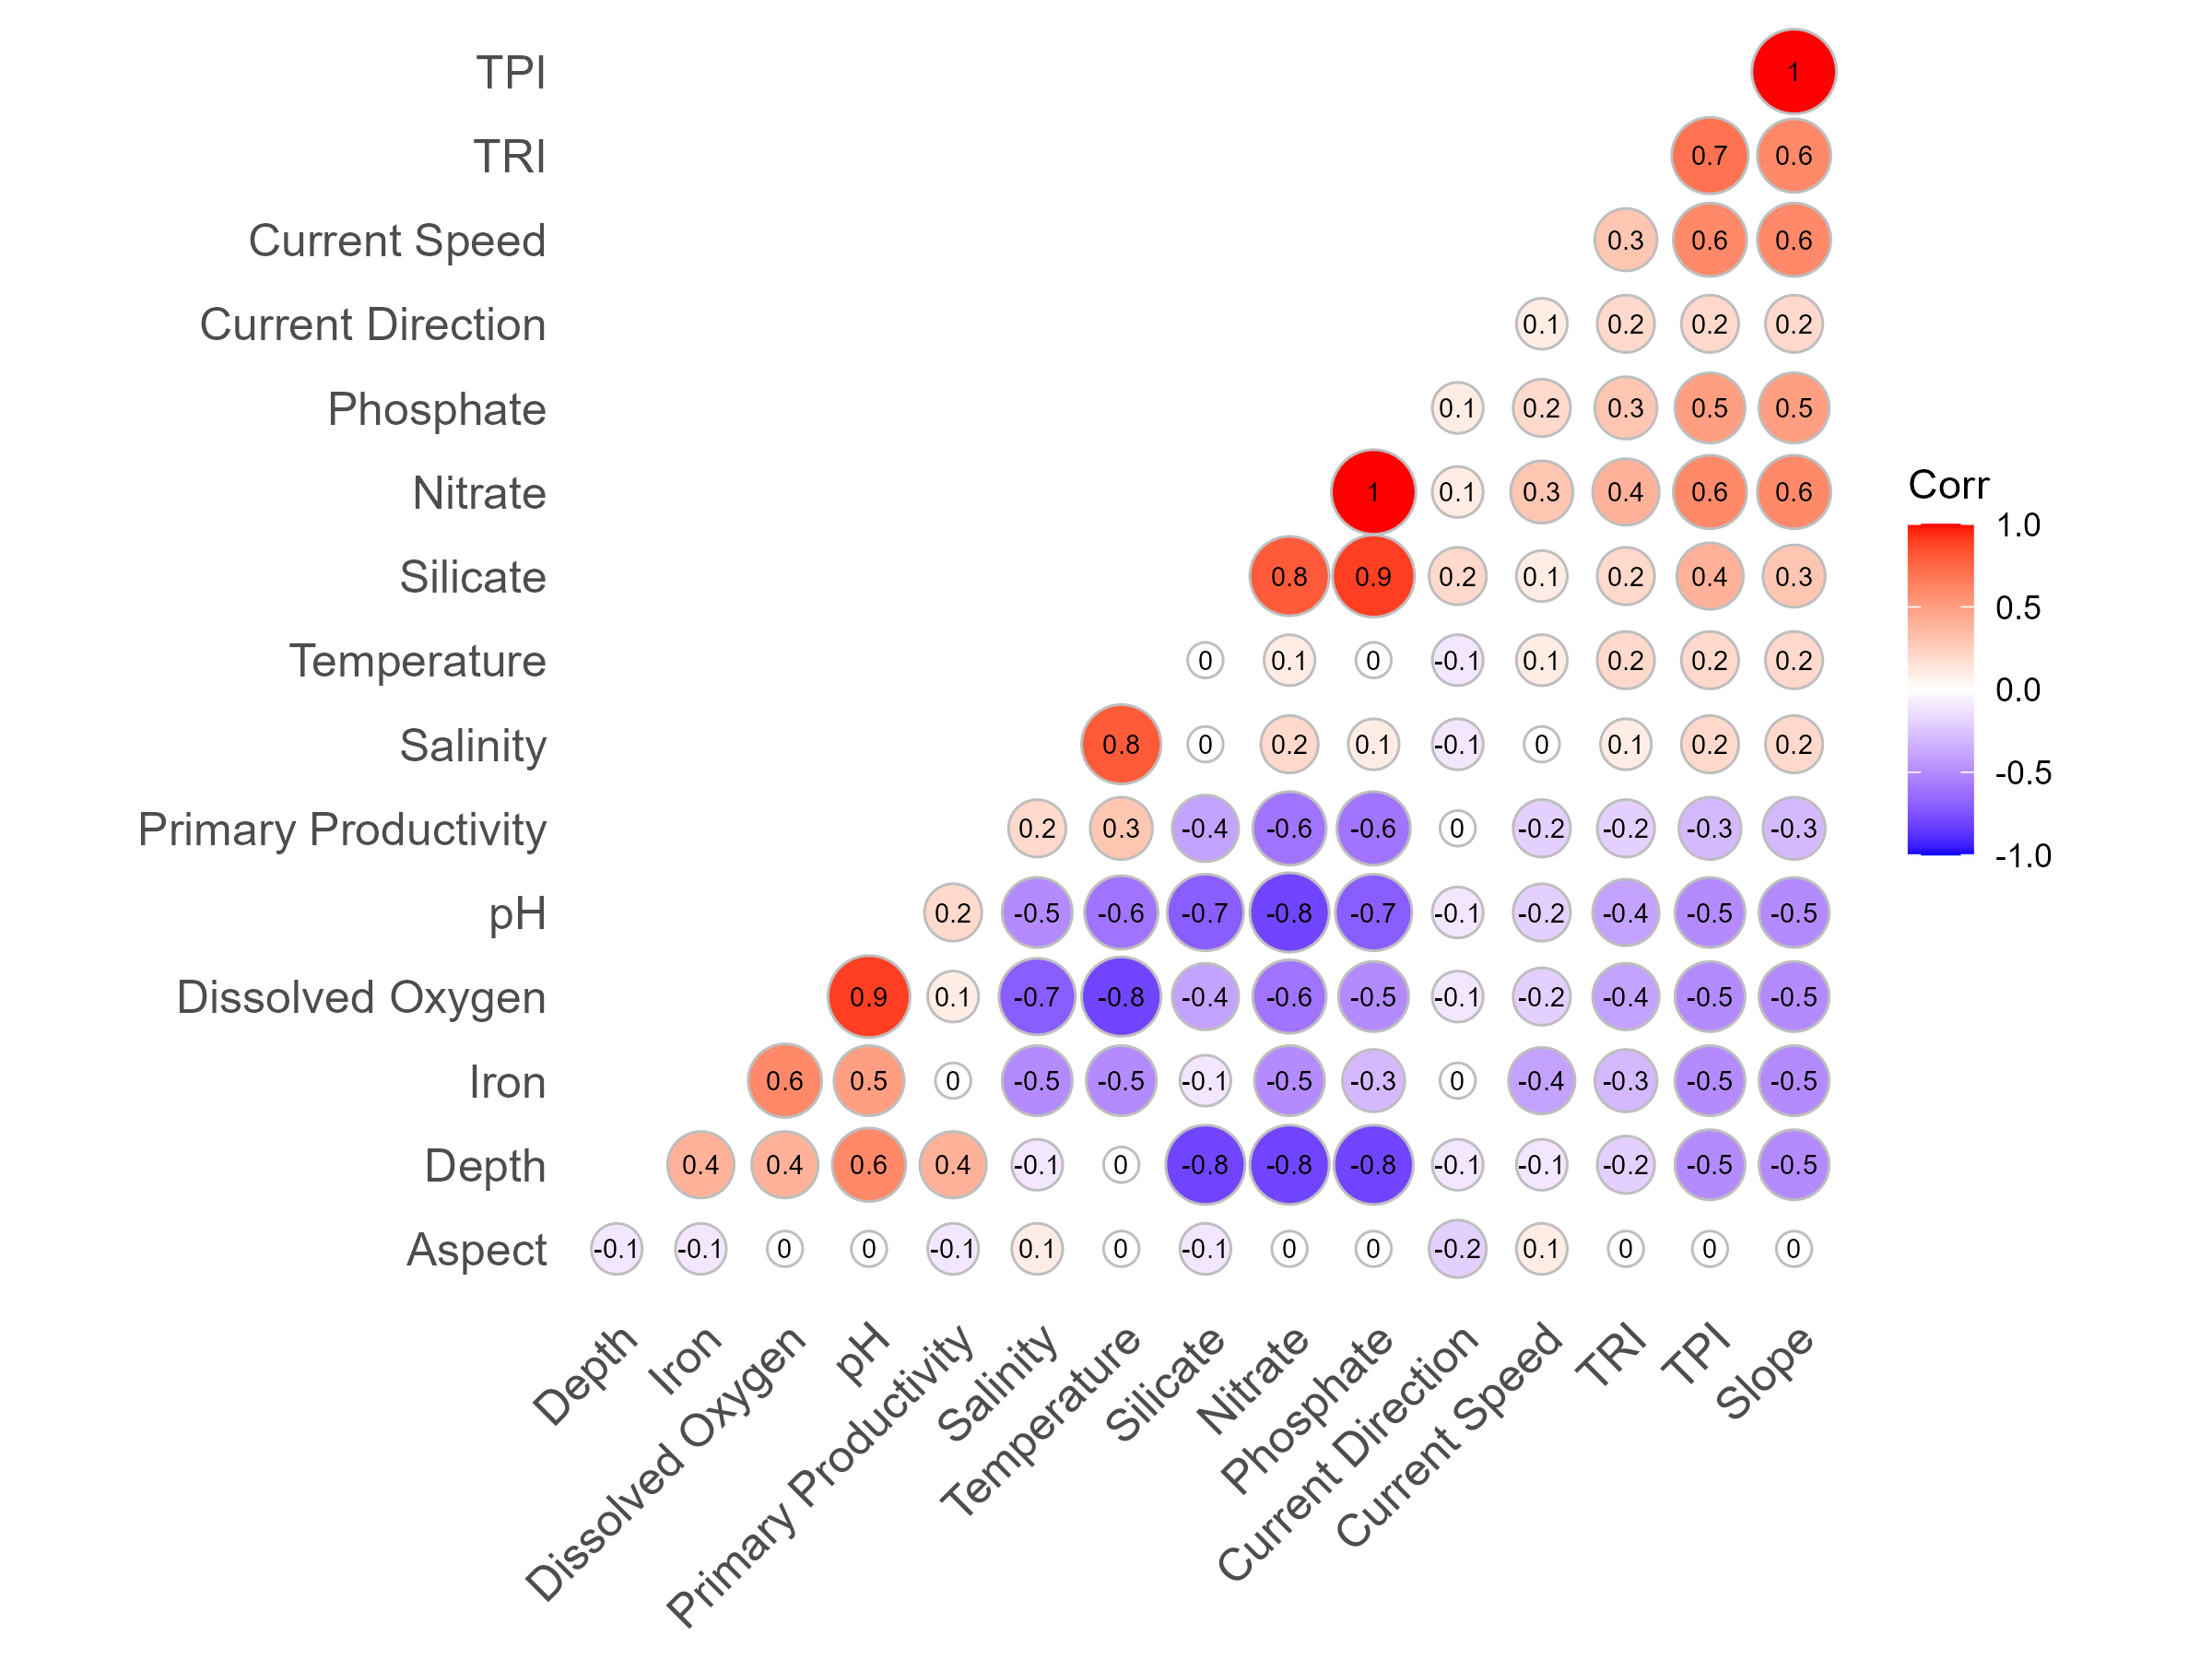 TPI 1
TRI 0.7 0.6
Current Speed 0.3 0.6 0.6
Current Direction 0.1 0.2 0.2 0.2
Phosphate 0.1 0.2 0.3 0.5 0.5
Nitrate 1 0.1 0.3 0.4 0.6 0.6
Silicate 0.8 0.9 0.2 0.1 0.2 0.4 0.3
Temperature 0 0.1 0 -0.1 0.1 0.2 0.2 0.2
Salinity 0.8 0 0.2 0.1 -0.1 0 0.1 0.2 0.2
Primary Productivity 0.2 0.3 -0.4 -0.6 -0.6 0 -0.2 -0.2 -0.3 -0.3
pH 0.2 -0.5 -0.6 -0.7 -0.8 -0.7 -0.1 -0.2 -0.4 -0.5 -0.5
Dissolved Oxygen 0.9 0.1 -0.7 -0.8 -0.4 -0.6 -0.5 -0.1 -0.2 -0.4 -0.5 -0.5
Iron 0.6 0.5 0 -0.5 -0.5 -0.1 -0.5 -0.3 0 -0.4 -0.3 -0.5 -0.5
Depth 0.4 0.4 0.6 0.4 -0.1 0 -0.8 -0.8 -0.8 -0.1 -0.1 -0.2 -0.5 -0.5
Aspect -0.1 -0.1 0 0 -0.1 0.1 0 -0.1 0 0 -0.2 0.1 0 0 0
Depth
Iron
Dissolved Oxygen
pH
Primary Productivity
Salinity
Temperature
Silicate
Nitrate
Phosphate
Current Direction
Current Speed
TRI
TPI
Slope
Corr
1.0
0.5
0.0
-0.5
-1.0